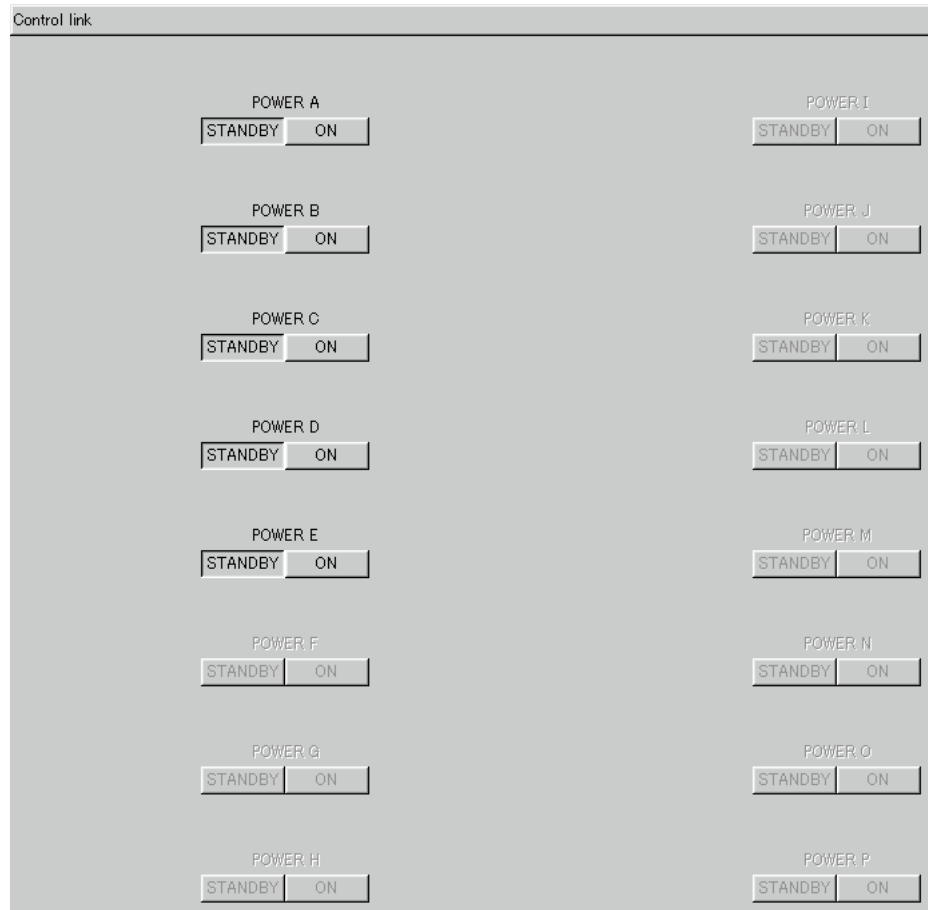 Control link
POWER A
STANDBY ON
POWER B
STANDBY ON
POWER C
STANDBY ON
POWER D
STANDBY ON
POWER E
STANDBY ON
POWER F
STANDBY ON
POWER G
STANDBY ON
POWER H
STANDBY ON
POWER I
STANDBY ON
POWER J
STANDBY ON
POWER K
STANDBY ON
POWER L
STANDBY ON
POWER M
STANDBY ON
POWER N
STANDBY ON
POWER O
STANDBY ON
POWER P
STANDBY ON